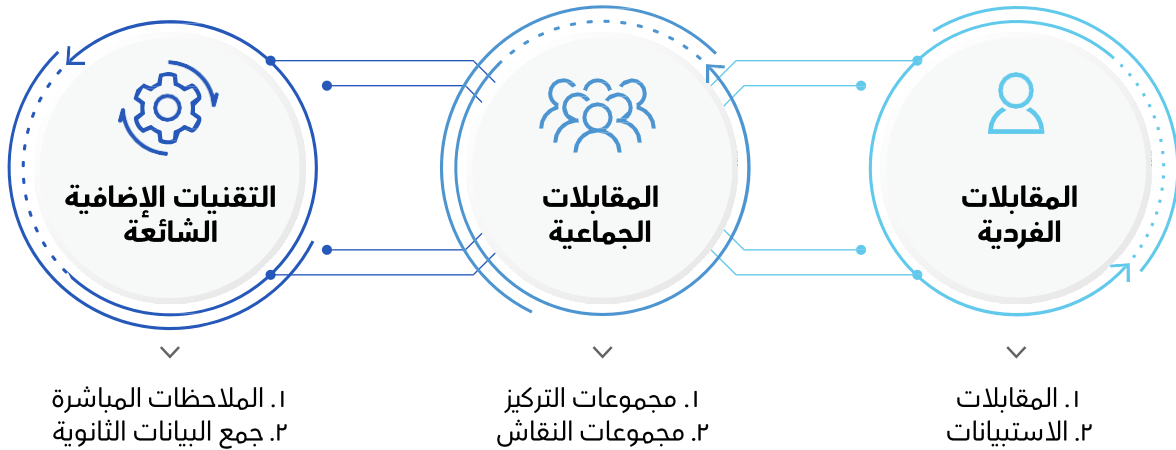 المقابلات
الفردية
١. المقابلات
٢. الاستبيانات
المقابلات
الجماعية
١. مجموعات التركيز
٢. مجموعات النقاش
التقنيات الإضافية
الشائعة
١. الملاحظات المباشرة
٢. جمع البيانات الثانوية